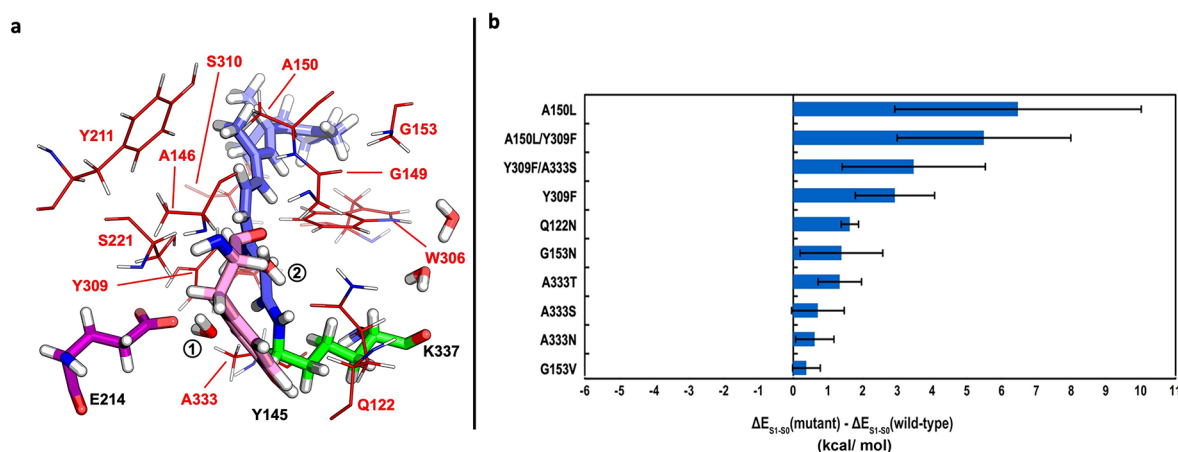 a
S310
A150
Y211
G153
A146
G149
S221
W306
Y309
②
①
K337
E214
A333
Y145
Q122
b
A150L
A150L/Y309F
Y309F/A333S
Y309F
Q122N
G153N
A333T
A333S
A333N
G153V
-6 -5 -4 -3 -2 -1 0 1 2 3 4 5 6 7 8 9 10 11
ΔE_S1-S0(mutant) - ΔE_S1-S0(wild-type)
(kcal/ mol)